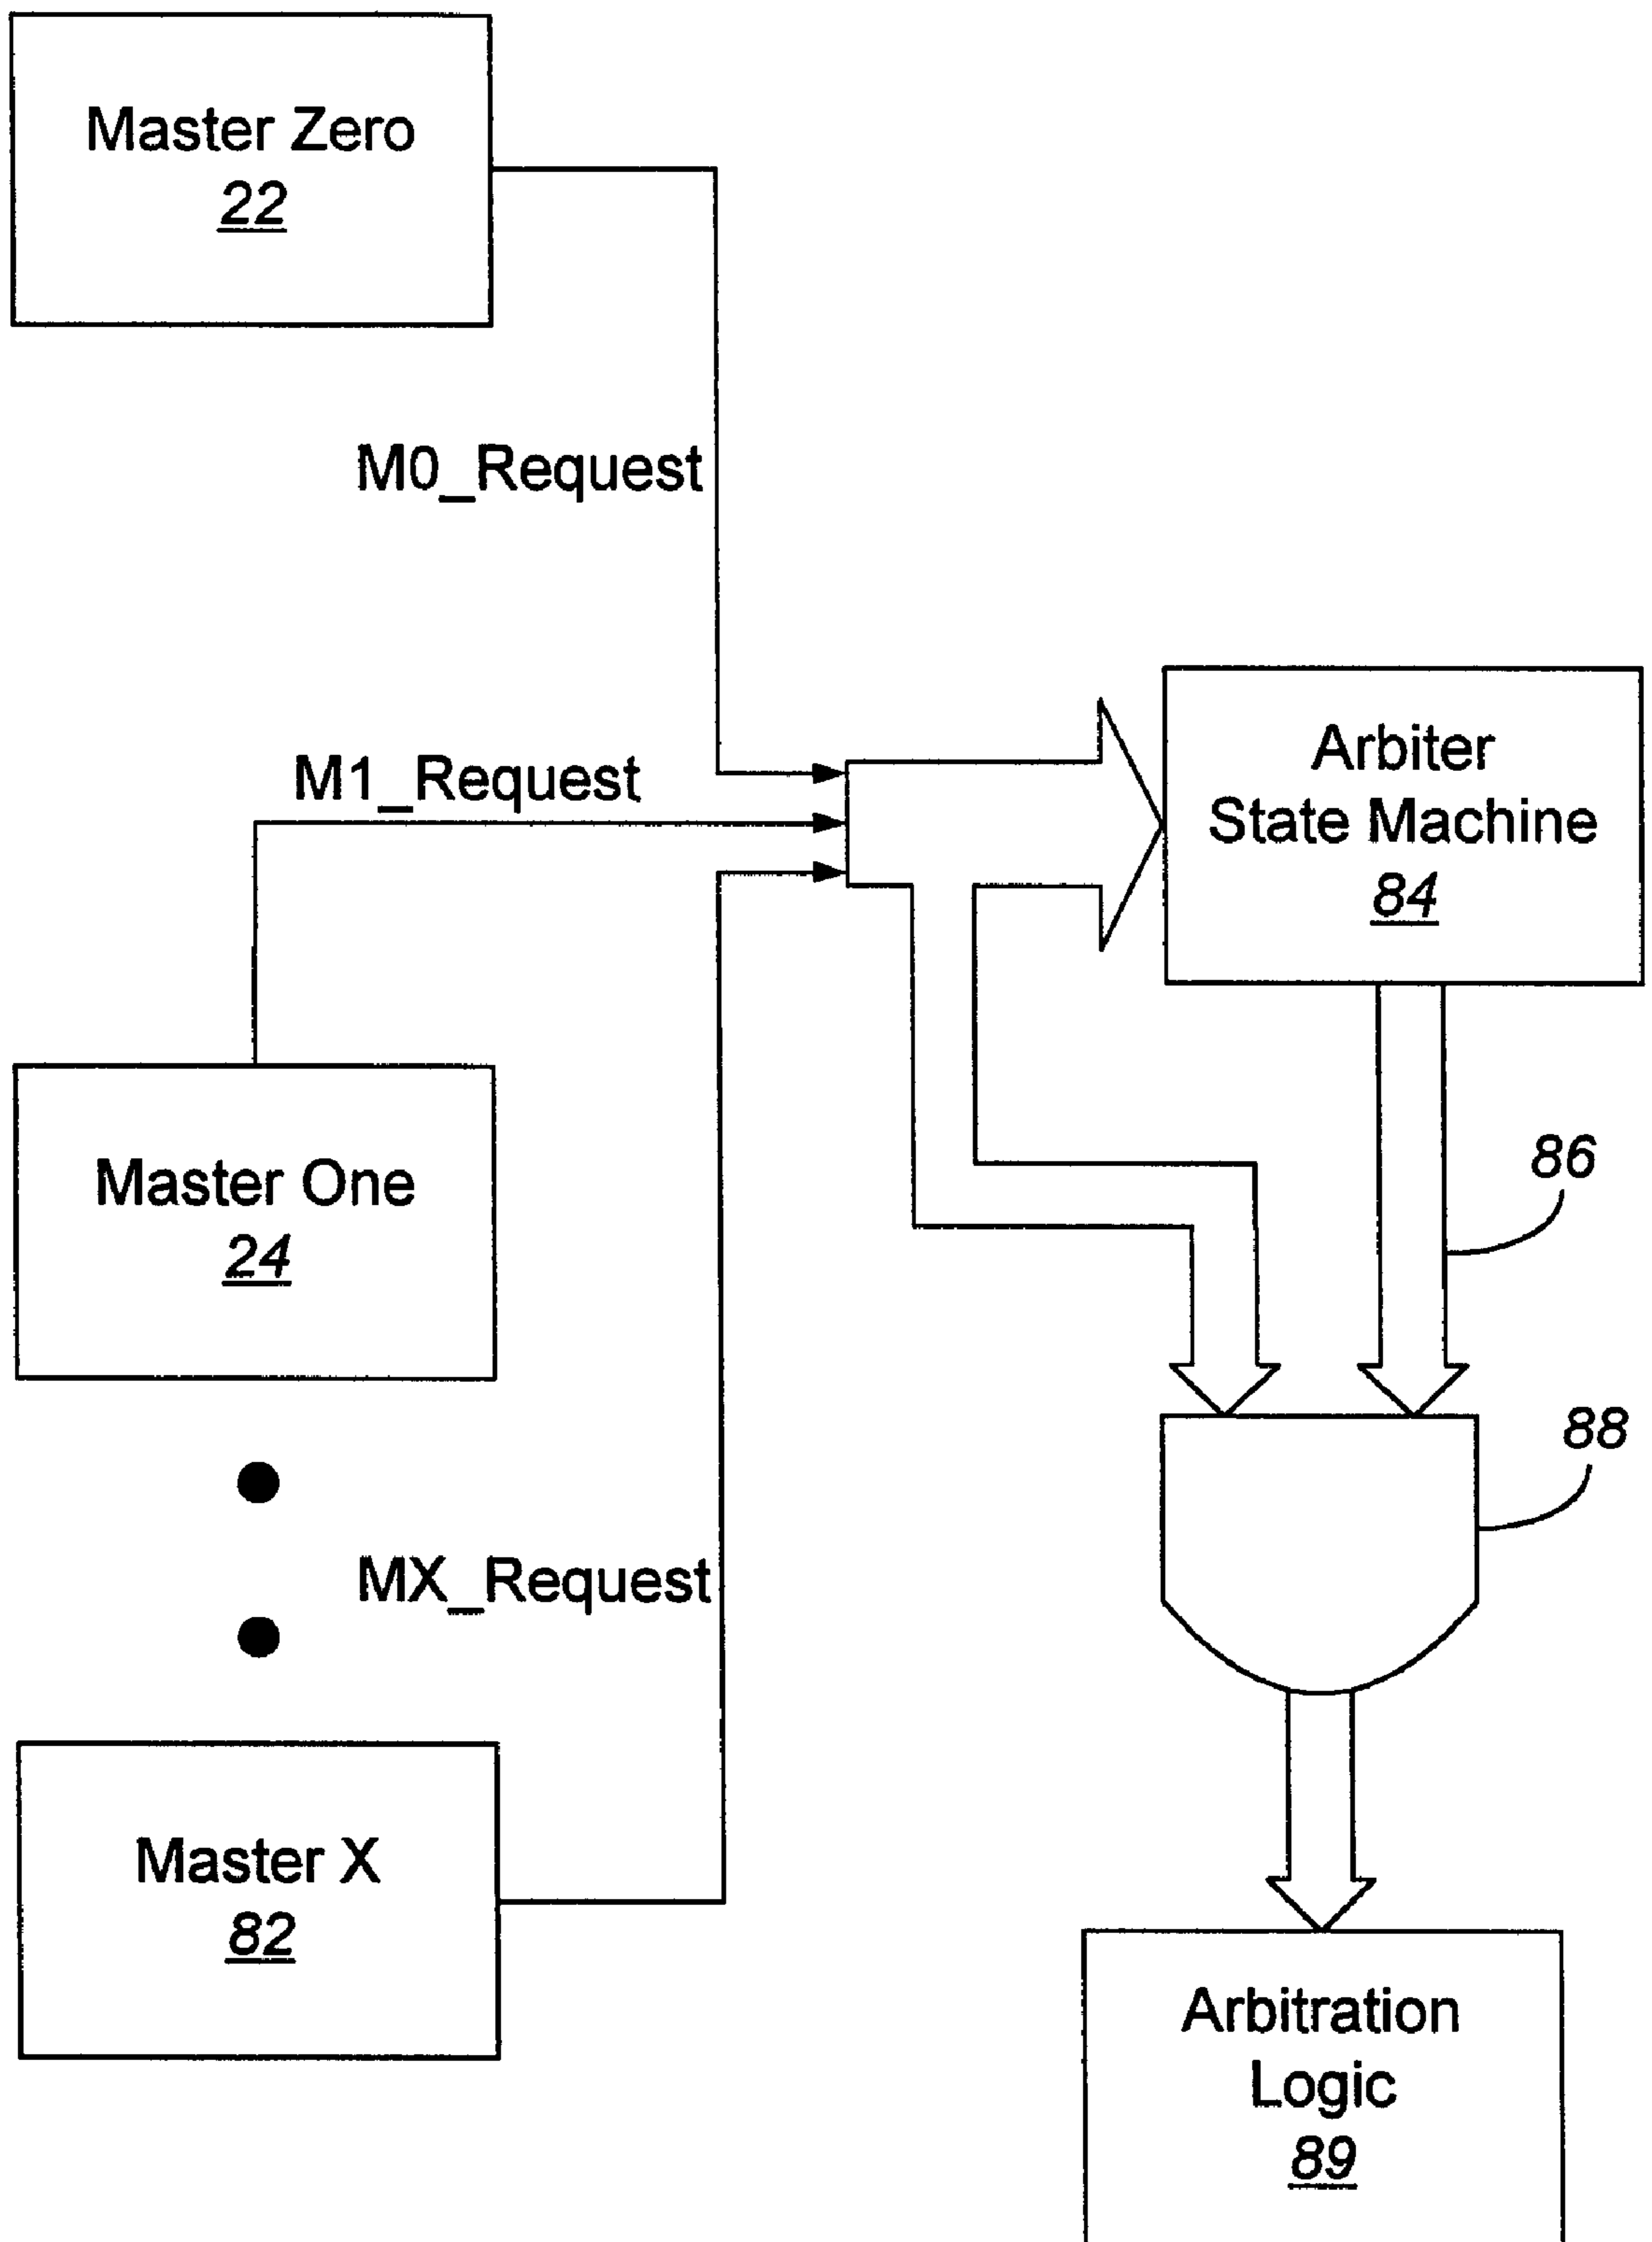 Master Zero
22
M0_Request
M1_Request
Arbiter
State Machine
84
Master One
24
86
88
MX_Request
Master X
82
Arbitration
Logic
89